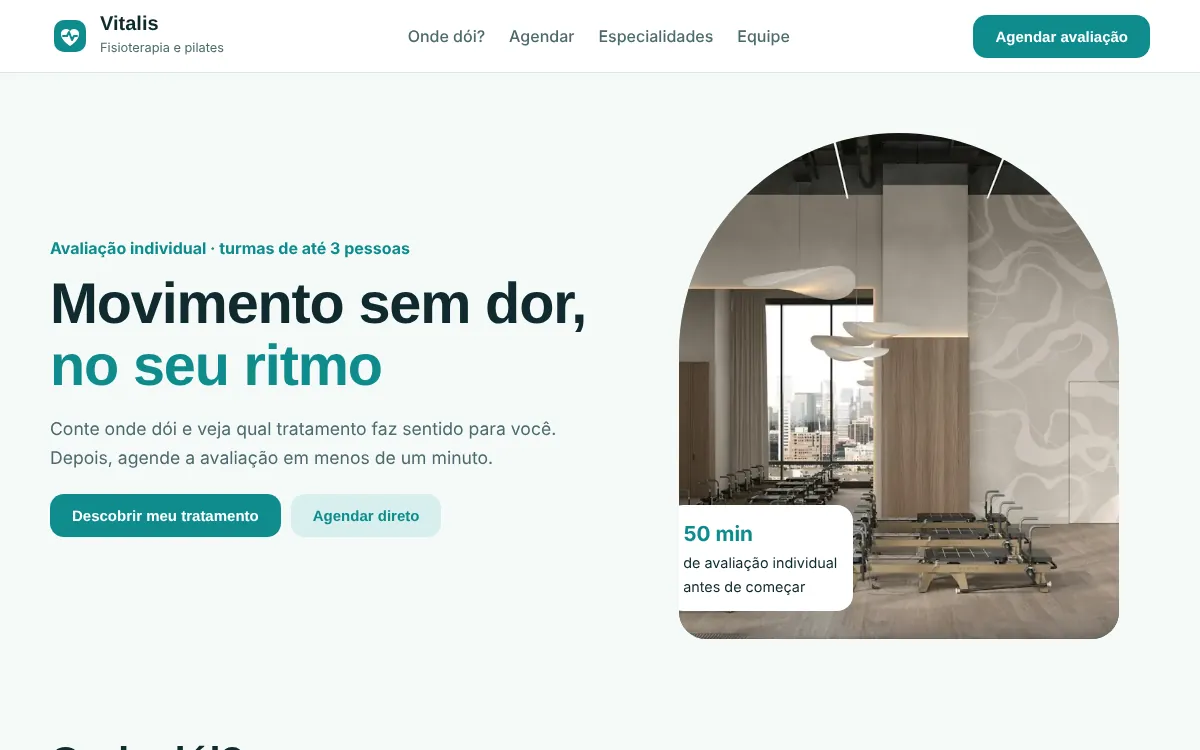 Vitalis
Fisioterapia e pilates
Onde dói?
Agendar
Especialidades
Equipe
Agendar avaliação
Avaliação individual · turmas de até 3 pessoas
Movimento sem dor,
no seu ritmo
Conte onde dói e veja qual tratamento faz sentido para você.
Depois, agende a avaliação em menos de um minuto.
Descobrir meu tratamento
Agendar direto
50 min
de avaliação individual
antes de começar